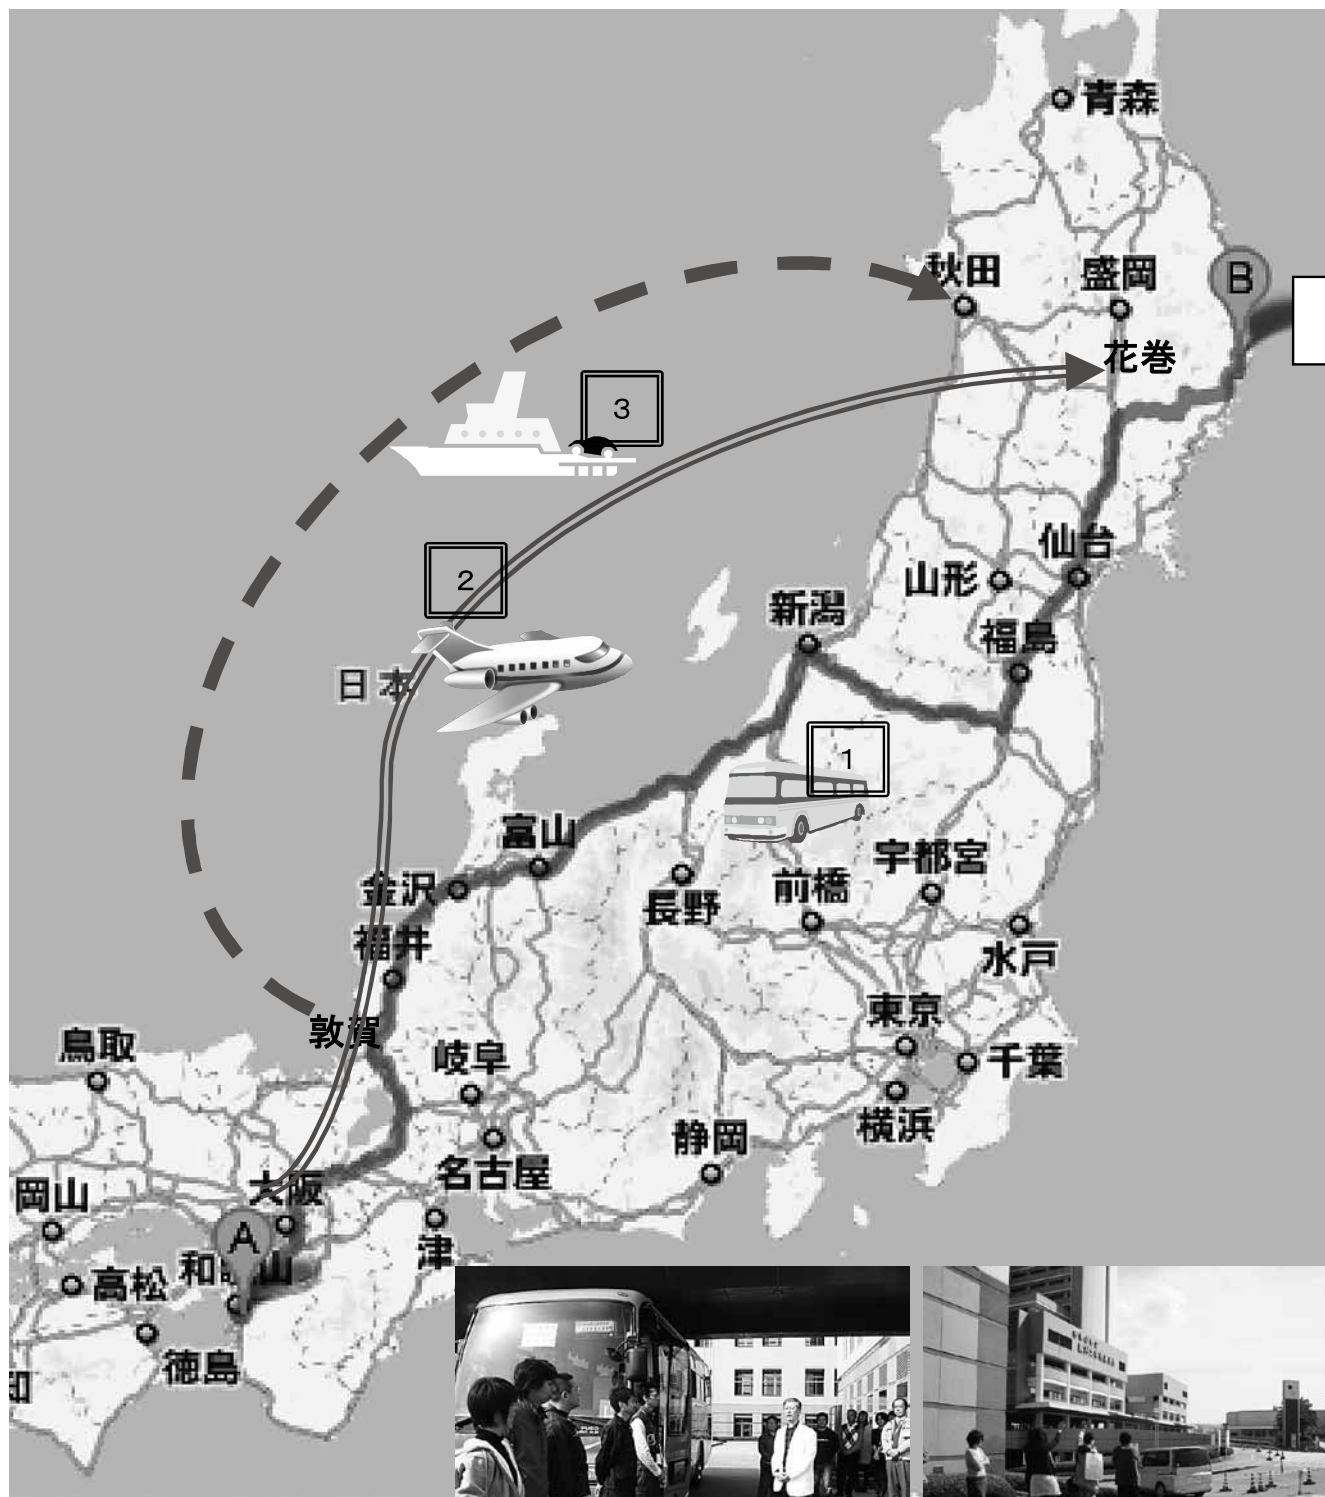 青森
秋田
盛岡
B
花巻
3
仙台
2
山形
新潟
福島
日本
1
富山
宇都宮
金沢
前橋
長野
福井
水戸
東京
敦賀
鳥取
岐阜
千葉
横浜
静岡
名古屋
大阪
岡山
A
津
和歌山
高松
徳島